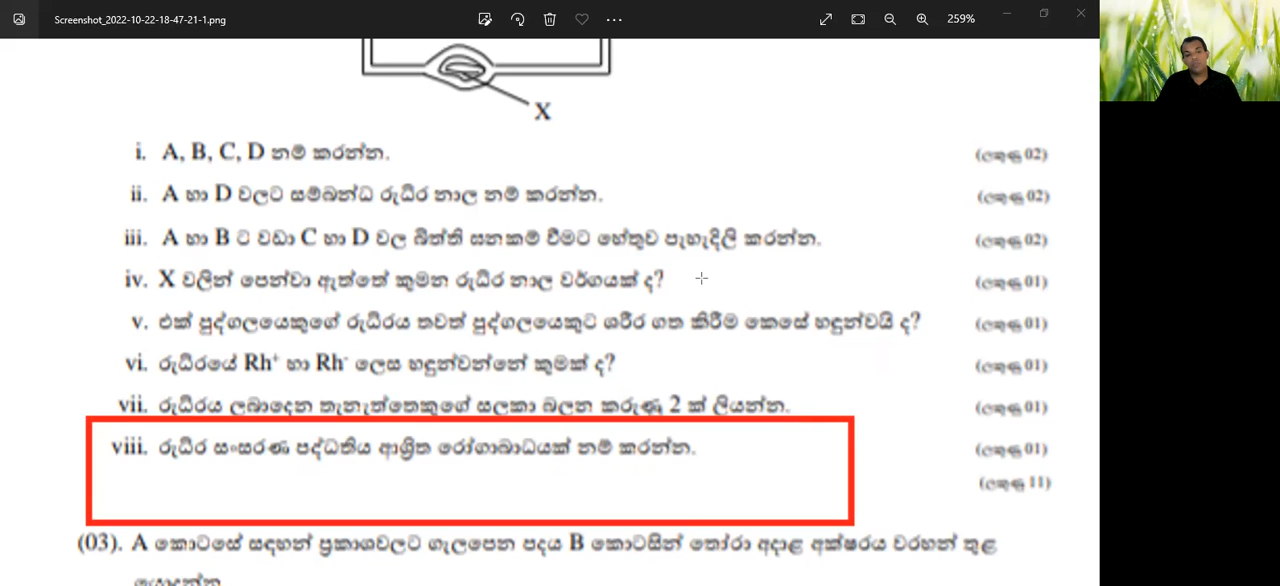 Screenshot_2022-10-22-18-47-21-1.png
259%
X
i. A, B, C, D නම් කරන්න. (ලකුණු 02)
ii. A හා D වලට සම්බන්ධ රුධිර නාල නම් කරන්න. (ලකුණු 02)
iii. A හා B ට වඩා C හා D වල බිත්ති ඝනකම් වීමට හේතුව පැහැදිලි කරන්න. (ලකුණු 02)
iv. X වලින් පෙන්වා ඇත්තේ කුමන රුධිර නාල වර්ගයක් ද? (ලකුණු 01)
v. එක් පුද්ගලයෙකුගේ රුධිරය තවත් පුද්ගලයෙකුට ශරීර ගත කිරීම කෙසේ හඳුන්වයි ද? (ලකුණු 01)
vi. රුධිරයේ Rh⁺ හා Rh⁻ ලෙස හඳුන්වන්නේ කුමක් ද? (ලකුණු 01)
vii. රුධිරය ලබාදෙන තැනැත්තෙකුගේ සලකා බලන කරුණු 2 ක් ලියන්න. (ලකුණු 01)
viii. රුධිර සංසරණ පද්ධතිය ආශ්‍රිත රෝගාබාධයක් නම් කරන්න. (ලකුණු 01)
(ලකුණු 11)
(03). A කොටසේ සඳහන් ප්‍රකාශවලට ගැලපෙන පදය B කොටසින් තෝරා අදාළ අක්ෂරය වරහන් තුළ
යොදන්න